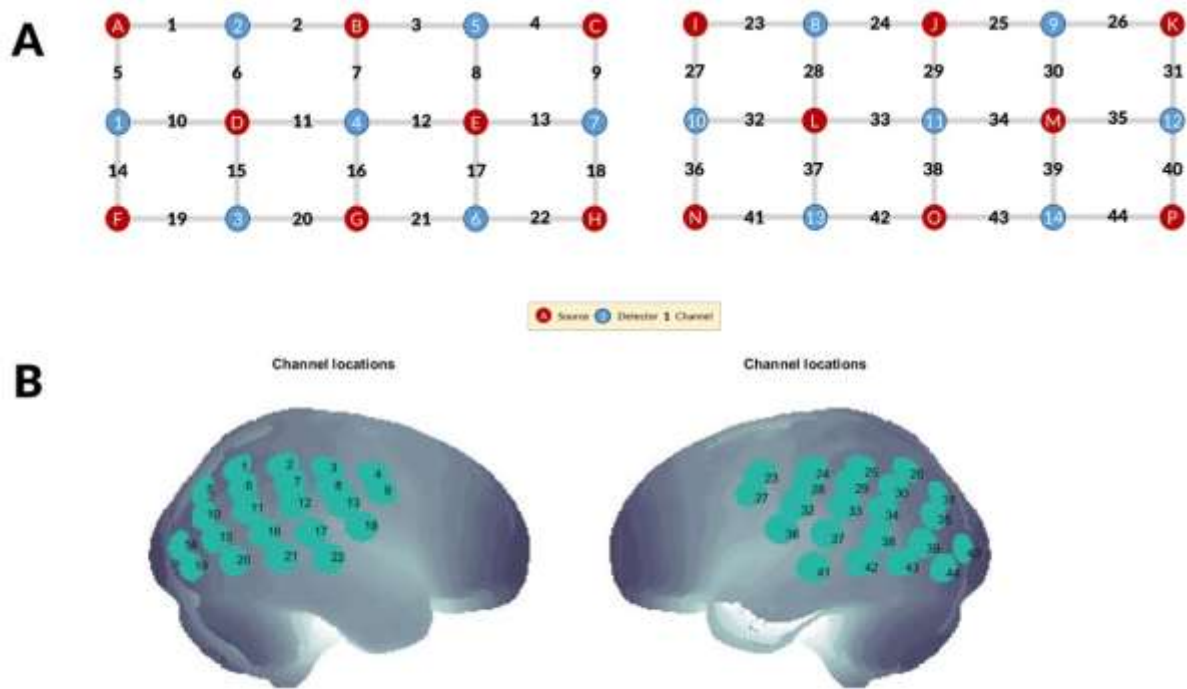 A
A 1 2 2 B 3 5 4 C
5 6 7 8 9
1 10 D 11 4 12 E 13 7
14 15 16 17 18
F 19 3 20 G 21 6 22 H
I 23 8 24 J 25 9 26 K
27 28 29 30 31
10 32 L 33 11 34 M 35 12
36 37 38 39 40
N 41 13 42 O 43 14 44 P
A Source Detector 1 Channel
B
Channel locations
1 2 3 4
5 6 7 8 9
10 11 12 13
15 16 17 18
19 20 21 22
Channel locations
23 24 25 26
27 28 29 30 31
32 33 34 35
36 37 38 39
41 42 43 44